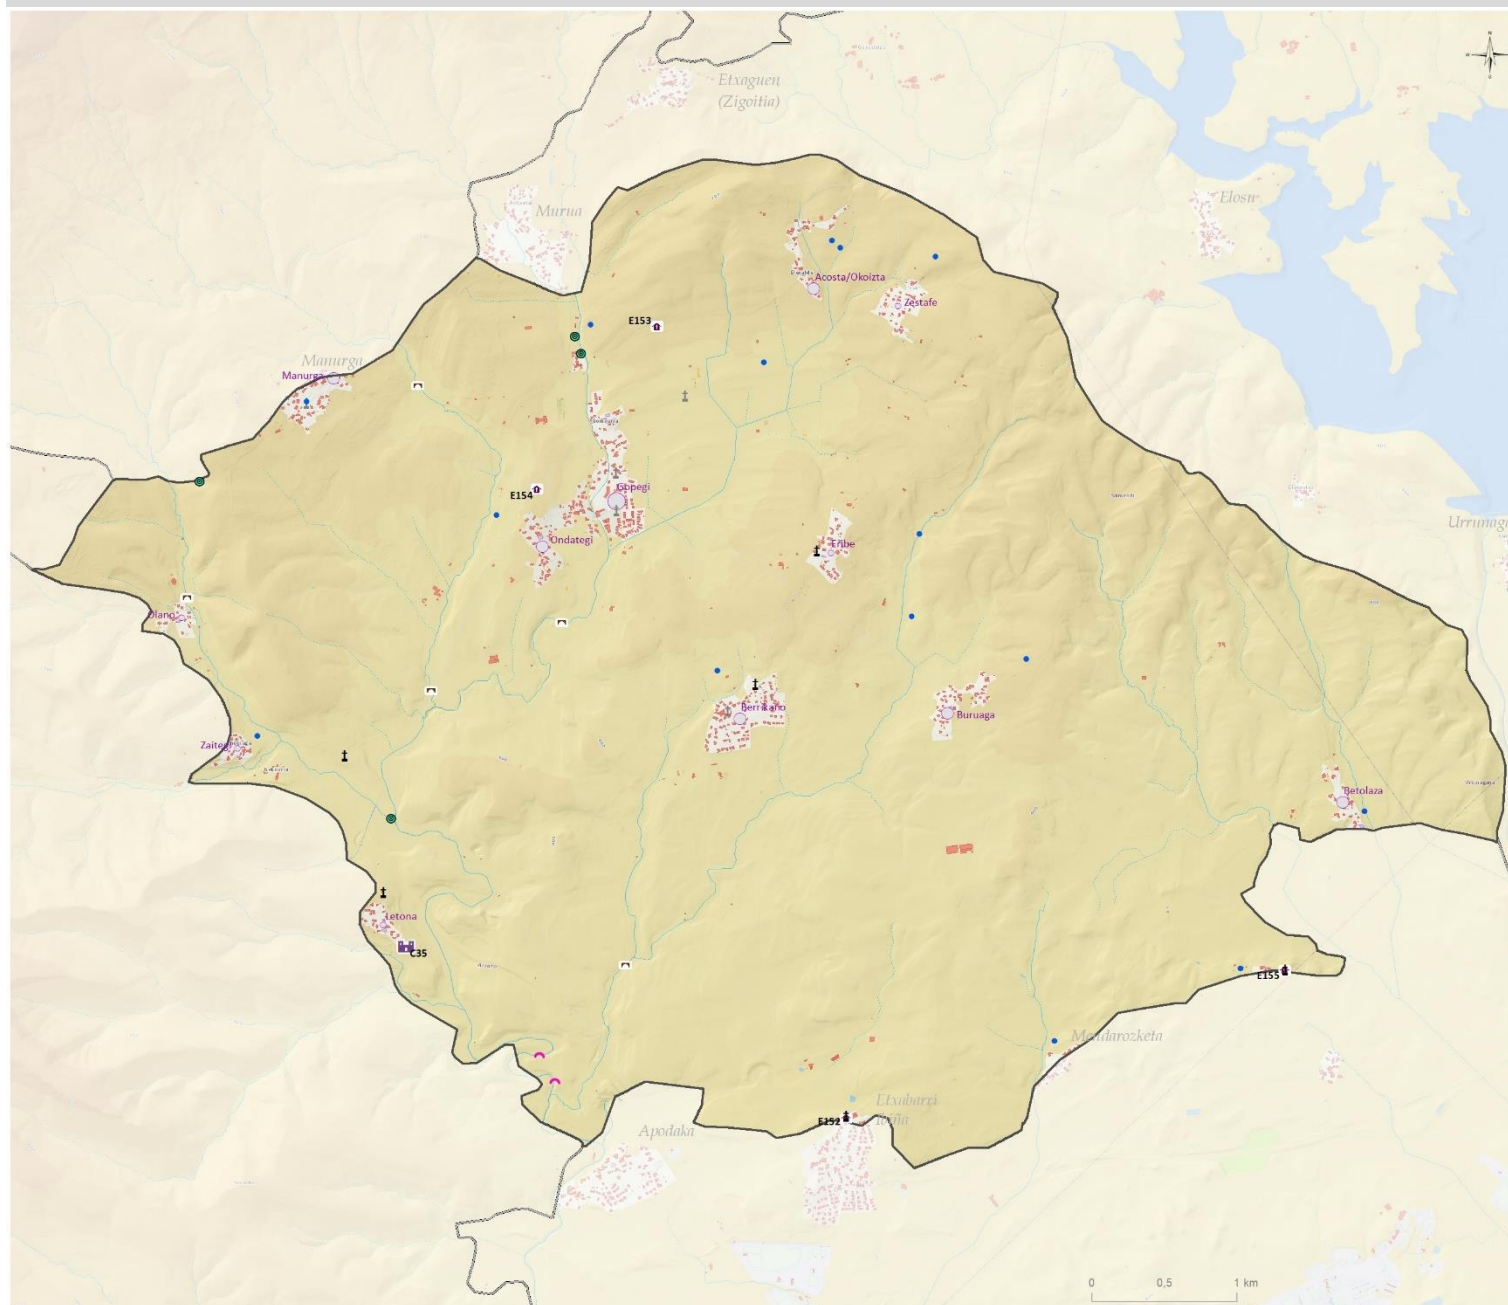 Etxaguen
(Zigoitia)
Murua
Elosu
Acosta/Okoizta
Zestafe
E153
Manurga
Manurga
Gopegi
E154
Ondategi
Eribe
Urrunaga
Olano
Berrikano
Buruaga
Zaitegi
Betolaza
Letona
C35
E155
Mendarozketa
Etxabarri
Ibiña
E152
Apodaka
0 0,5 1 km